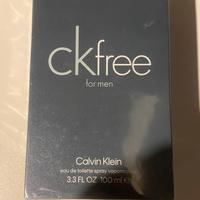 ckfree
for men
Calvin Klein
eau de toilette spray
3.3 FL OZ 100 ml